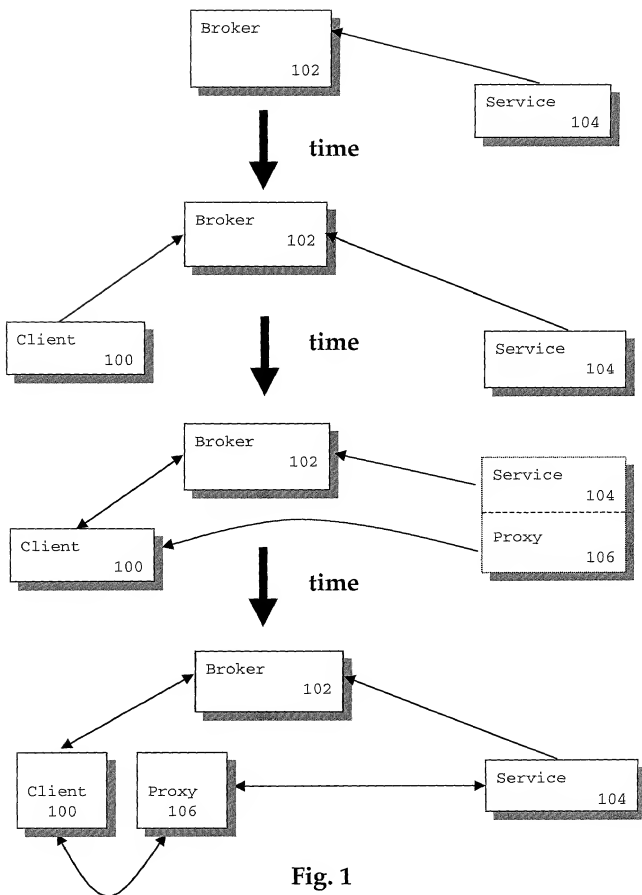 Broker
102
Service
104
time
Broker
102
Client
100
time
Service
104
Broker
102
Service
104
Client
100
Proxy
106
time
Broker
102
Client
100
Proxy
106
Service
104
Fig. 1